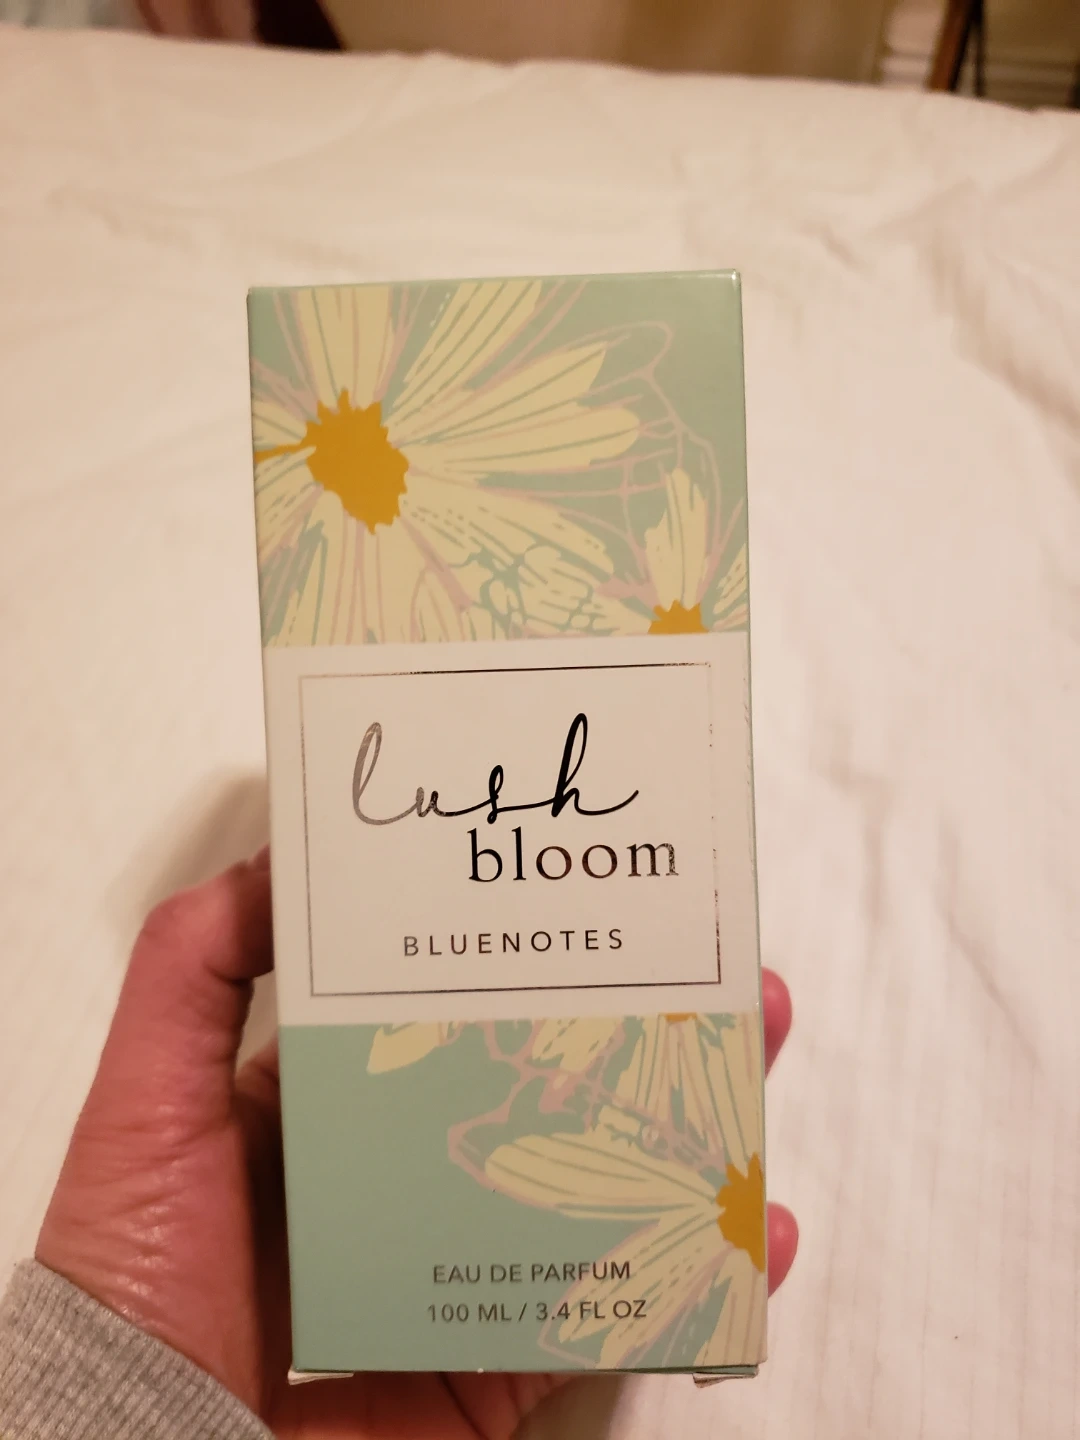 lush
bloom
BLUENOTES
EAU DE PARFUM
100 ML / 3.4 FL OZ